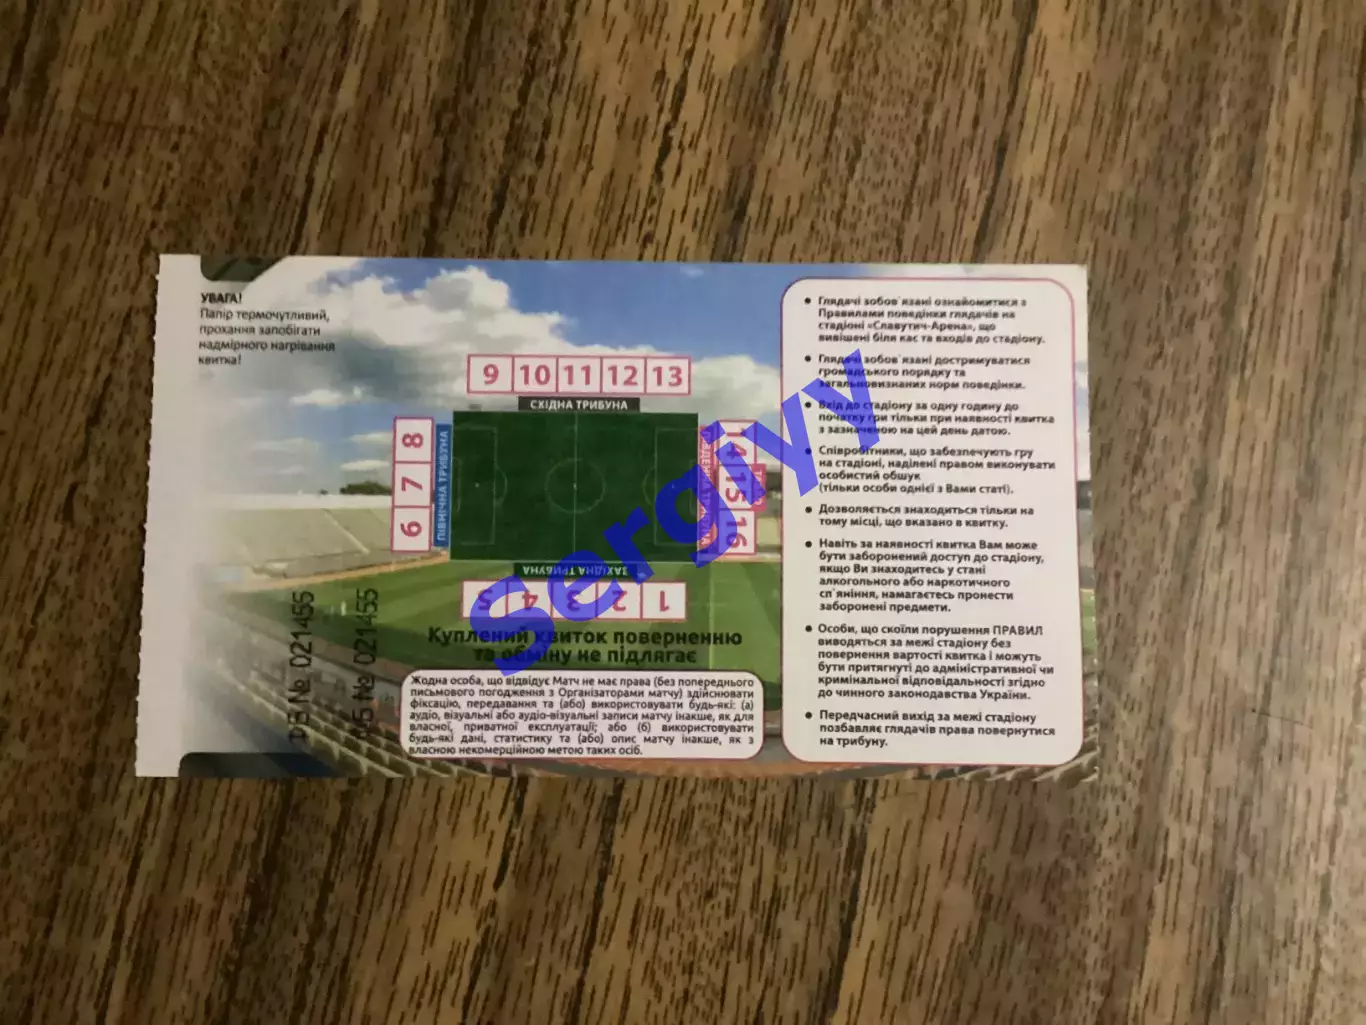 УВАГА!
Папір термочутливий,
прохання запобігати
надмірного нагрівання
квитка!
9 10 11 12 13
СХІДНА ТРИБУНА
6 7 8
ПІВНІЧНА ТРИБУНА
14 15 16
ТРИБУНА
ЗАХІДНА ТРИБУНА
1 2 3 4 5
Куплений квиток поверненню
та обміну не підлягає
Жодна особа, що відвідує Матч не має права (без попереднього
письмового погодження з Організаторами матчу) здійснювати
фіксацію, передавання та (або) використовувати будь-які: (а)
аудіо, візуальні або аудіо-візуальні записи матчу інакше, як для
власної, приватної експлуатації; або (б) використовувати
будь-які дані, статистику та (або) опис матчу інакше, як з
власною некомерційною метою таких осіб.
• Глядачі зобов`язані ознайомитися з
Правилами поведінки глядачів на
стадіоні «Славутич-Арена», що
вивішені біля кас та входів до стадіону.
• Глядачі зобов`язані достримуватися
громадського порядку та
загальновизнаних норм поведінки.
• Вхід до стадіону за одну годину до
початку гри тільки при наявності квитка
з зазначеною на цей день датою.
• Співробітники, що забезпечують гру
на стадіоні, наділені правом виконувати
особистий обшук
(тільки особи однієї з Вами статі).
• Дозволяється знаходиться тільки на
тому місці, що вказано в квитку.
• Навіть за наявності квитка Вам може
бути заборонений доступ до стадіону,
якщо Ви знаходитесь у стані
алкогольного або наркотичного
сп`яніння, намагаєтесь пронести
заборонені предмети.
• Особи, що скоїли порушення ПРАВИЛ
виводяться за межі стадіону без
повернення вартості квитка і можуть
бути притягнуті до адміністративної чи
кримінальної відповідальності згідно
до чинного законодавства України.
• Передчасний вихід за межі стадіону
позбавляє глядачів права повернутися
на трибуну.
№ 021455
№ 021455
Sergiyy